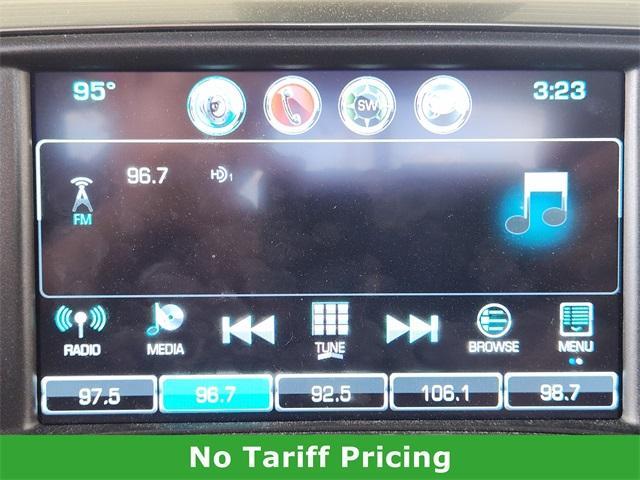 95° SW 3:23
96.7 HD1
FM
RADIO MEDIA TUNE BROWSE MENU
97.5 96.7 92.5 106.1 98.7
No Tariff Pricing